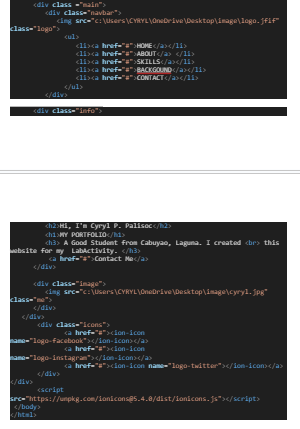 <div class="main">
<div class="navbar">
<img src="c:\Users\CYRYL\OneDrive\Desktop\image\logo.jfif"
class="logo">
<ul>
<li><a href="#">HOME</a></li>
<li><a href="#">ABOUT</a> </li>
<li><a href="#">SKILLS</a></li>
<li><a href="#">BACKGOUND</a></li>
<li><a href="#">CONTACT</a></li>
</ul>
</div>
<div class="info">
<h2>Hi, I'm Cyryl P. Palisoc</h2>
<h1>MY PORTFOLIO</h1>
<h3> A Good Student from Cabuyao, Laguna. I created <br> this
website for my  LabActivity. </h3>
<a href="#">Contact Me</a>
</div>
<div class="image">
<img src="c:\Users\CYRYL\OneDrive\Desktop\image\cyryl.jpg"
class="me">
</div>
<div class="icons">
<a href="#"><ion-icon
name="logo-facebook"></ion-icon></a>
<a href="#"><ion-icon
name="logo-instagram"></ion-icon></a>
<a href="#"><ion-icon name="logo-twitter"></ion-icon></a>
</div>
</div>
<script
src="https://unpkg.com/ionicons@5.4.0/dist/ionicons.js"></script>
</body>
</html>